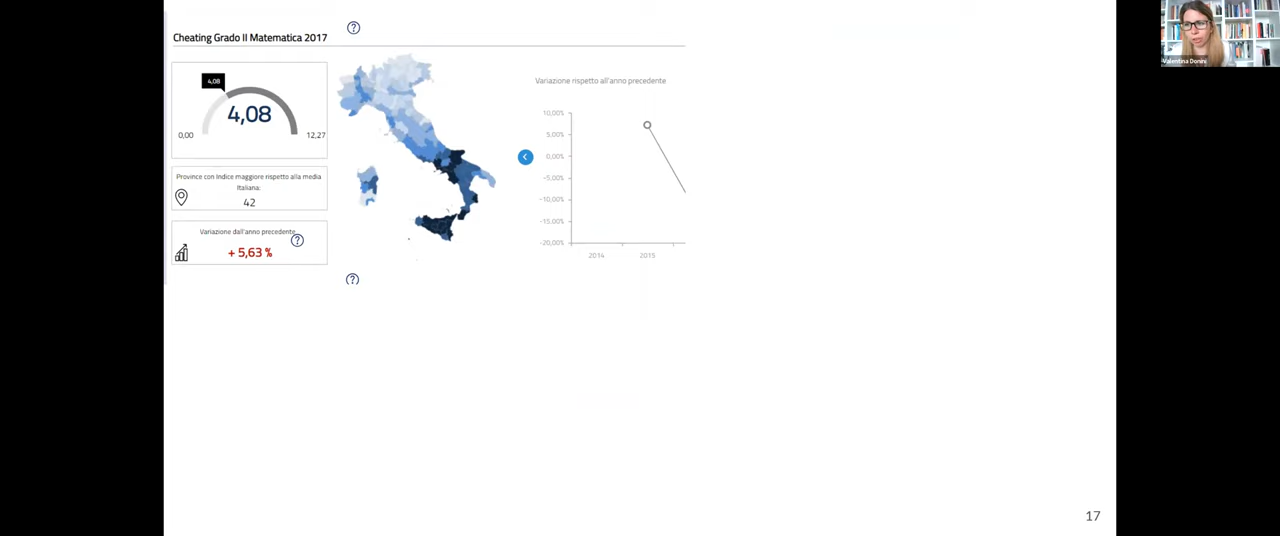 Cheating Grado II Matematica 2017
?
4,08
4,08
0,00
12,27
Province con Indice maggiore rispetto alla media
Italiana:
42
Variazione dall'anno precedente
?
+ 5,63 %
?
Variazione rispetto all'anno precedente
10,00%
5,00%
0,00%
-5,00%
-10,00%
-15,00%
-20,00%
2014
2015
Valentina Donini
17